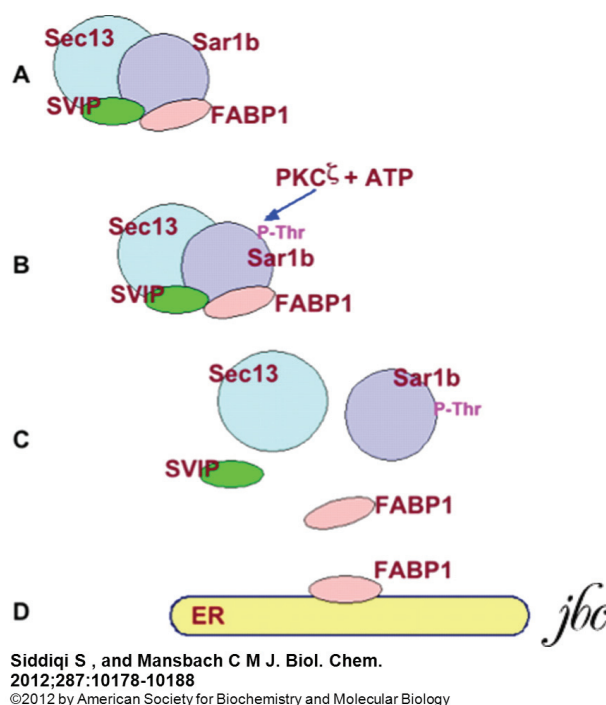 Sec13
Sar1b
A
SVIP
FABP1
PKCζ + ATP
Sec13
P-Thr
B
Sar1b
SVIP
FABP1
Sec13
Sar1b
P-Thr
C
SVIP
FABP1
FABP1
D
ER
jbc
Siddiqi S , and Mansbach C M J. Biol. Chem.
2012;287:10178-10188
©2012 by American Society for Biochemistry and Molecular Biology